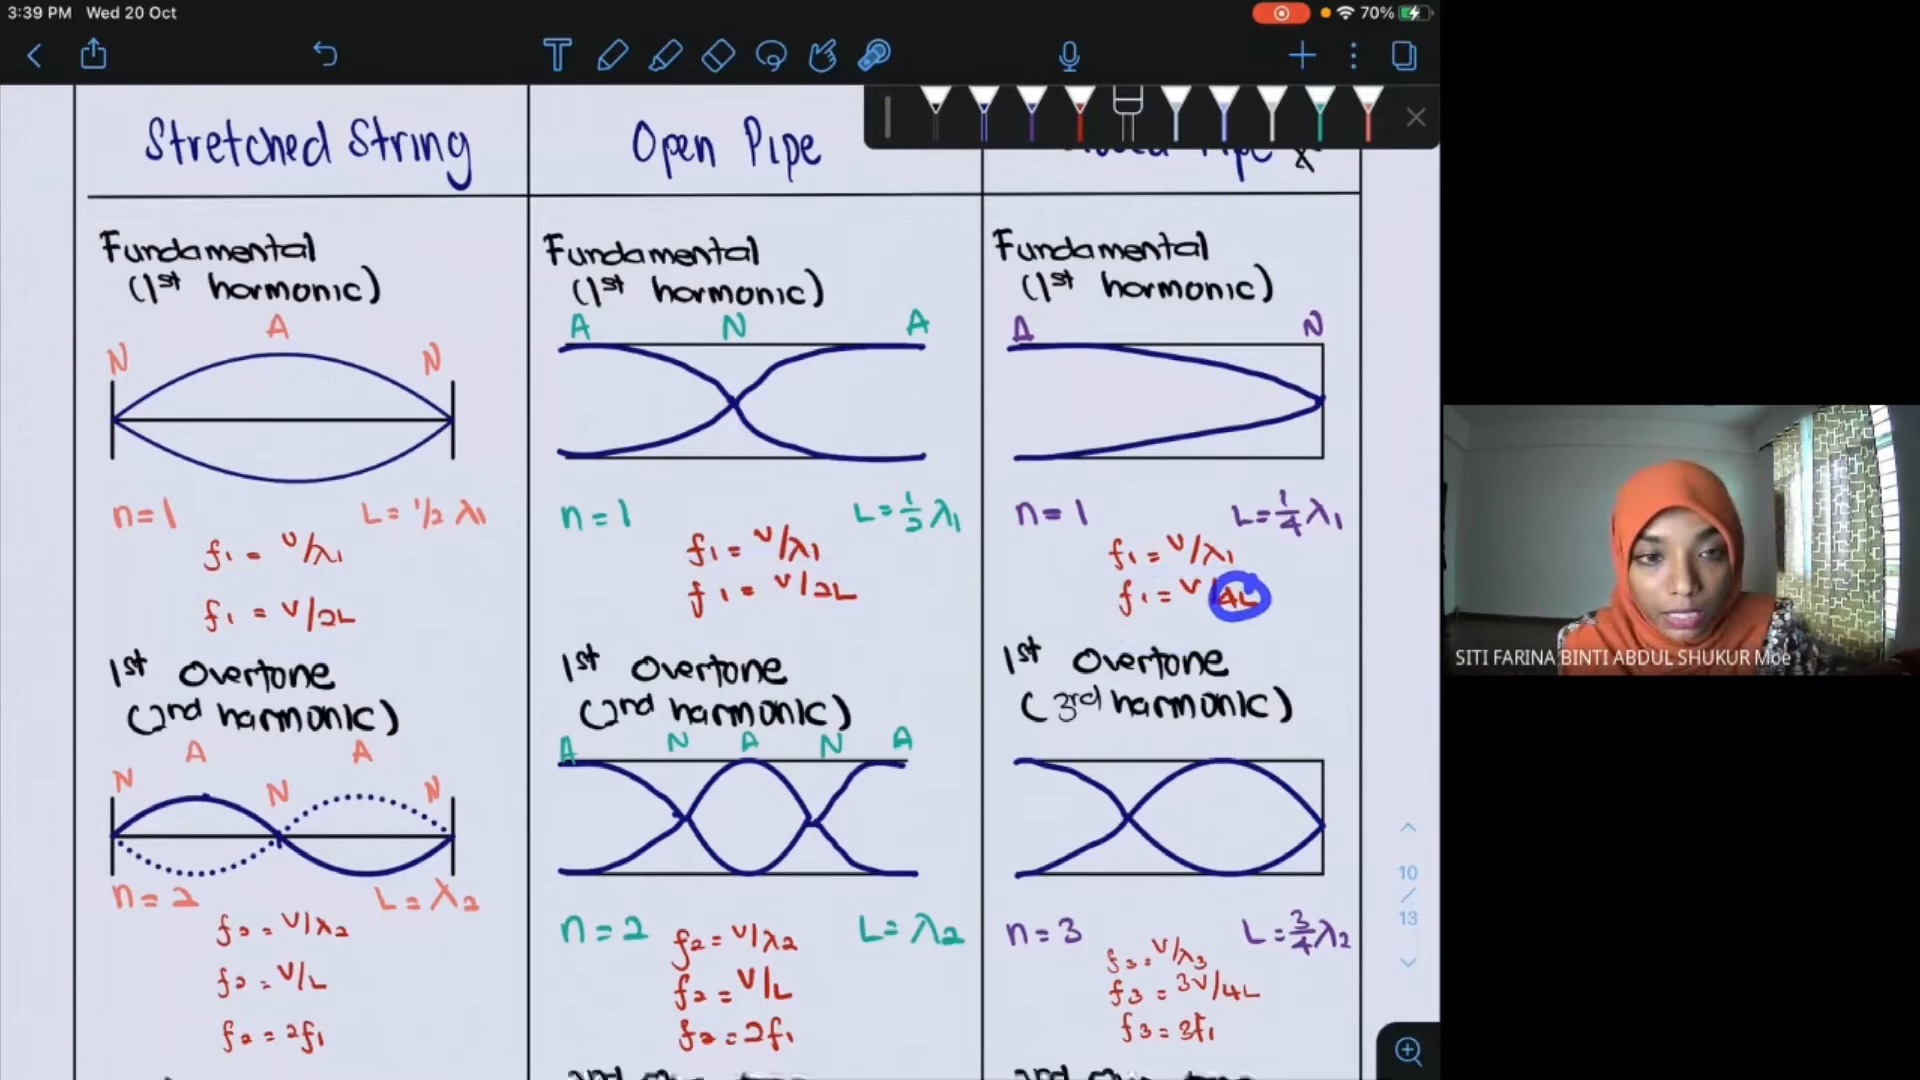 3:39 PM Wed 20 Oct
70%
Stretched String
Open Pipe
Fundamental
(1st harmonic)
A
N
N
n=1
L=1/2 λ1
f1 = V/λ1
f1 = V/2L
1st Overtone
(2nd harmonic)
A
A
N
N
N
n=2
L=λ2
f2=V/λ2
f2=V/L
f2=2f1
Fundamental
(1st harmonic)
A
N
A
n=1
L=1/2 λ1
f1 = V/λ1
f1 = V/2L
1st Overtone
(2nd harmonic)
A
N
A
N
A
n=2
f2=V/λ2
L=λ2
f2=V/L
f2=2f1
Fundamental
(1st harmonic)
A
N
n=1
L=1/4 λ1
f1=V/λ1
f1=V/4L
1st Overtone
(3rd harmonic)
n=3
L=3/4 λ2
f3=V/λ3
f3=3V/4L
f3=3f1
10
/
13
SITI FARINA BINTI ABDUL SHUKUR Moe